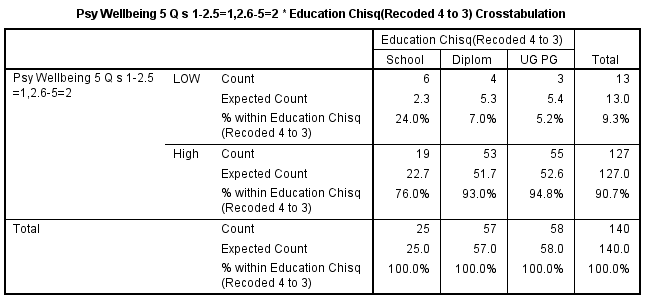 Psy Wellbeing 5 Q s 1-2.5=1,2.6-5=2 * Education Chisq(Recoded 4 to 3) Crosstabulation
Education Chisq(Recoded 4 to 3)
School Diplom UG PG Total
Psy Wellbeing 5 Q s 1-2.5 LOW Count 6 4 3 13
=1,2.6-5=2
Expected Count 2.3 5.3 5.4 13.0
% within Education Chisq 24.0% 7.0% 5.2% 9.3%
(Recoded 4 to 3)
High Count 19 53 55 127
Expected Count 22.7 51.7 52.6 127.0
% within Education Chisq 76.0% 93.0% 94.8% 90.7%
(Recoded 4 to 3)
Total Count 25 57 58 140
Expected Count 25.0 57.0 58.0 140.0
% within Education Chisq 100.0% 100.0% 100.0% 100.0%
(Recoded 4 to 3)